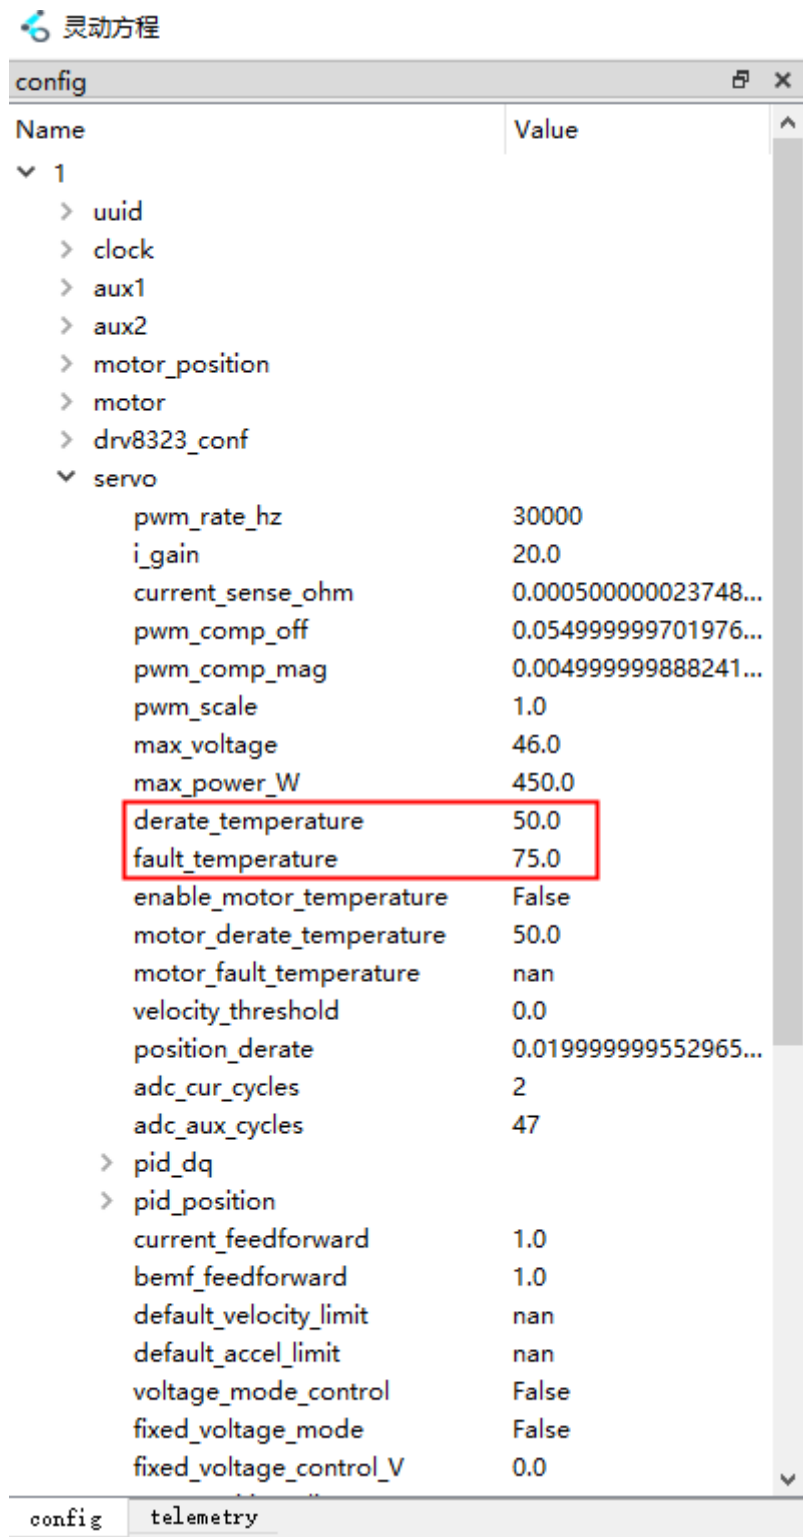 灵动方程
config
Name Value
1
uuid
clock
aux1
aux2
motor_position
motor
drv8323_conf
servo
pwm_rate_hz 30000
i_gain 20.0
current_sense_ohm 0.000500000023748...
pwm_comp_off 0.054999999701976...
pwm_comp_mag 0.004999999888241...
pwm_scale 1.0
max_voltage 46.0
max_power_W 450.0
derate_temperature 50.0
fault_temperature 75.0
enable_motor_temperature False
motor_derate_temperature 50.0
motor_fault_temperature nan
velocity_threshold 0.0
position_derate 0.019999999552965...
adc_cur_cycles 2
adc_aux_cycles 47
pid_dq
pid_position
current_feedforward 1.0
bemf_feedforward 1.0
default_velocity_limit nan
default_accel_limit nan
voltage_mode_control False
fixed_voltage_mode False
fixed_voltage_control_V 0.0
config telemetry